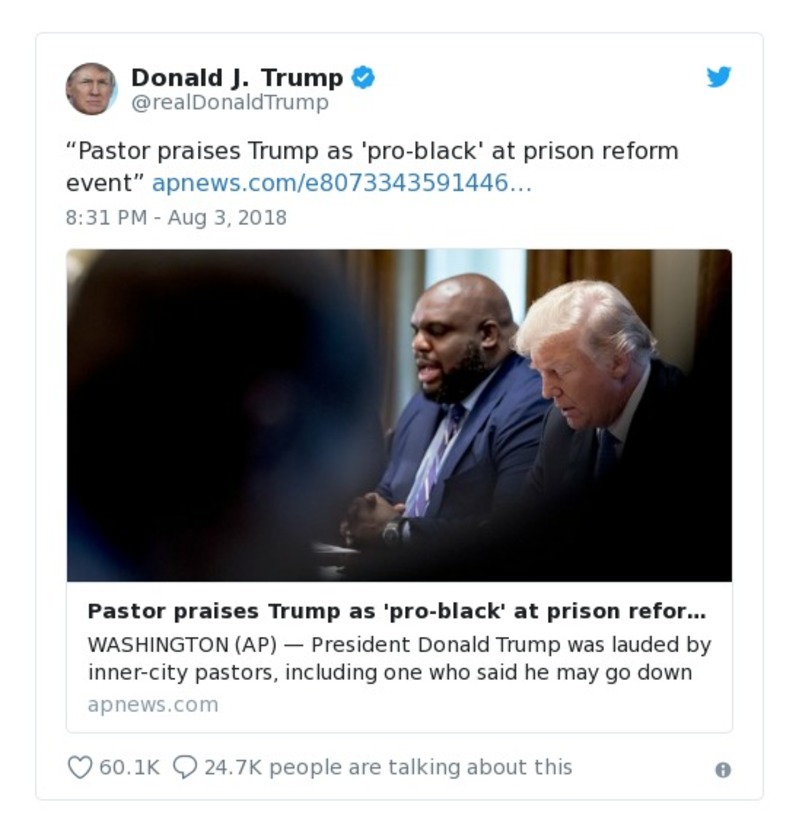 Donald J. Trump
@realDonaldTrump
“Pastor praises Trump as 'pro-black' at prison reform
event” apnews.com/e8073343591446…
8:31 PM - Aug 3, 2018
Pastor praises Trump as 'pro-black' at prison refor…
WASHINGTON (AP) — President Donald Trump was lauded by
inner-city pastors, including one who said he may go down
apnews.com
60.1K 24.7K people are talking about this